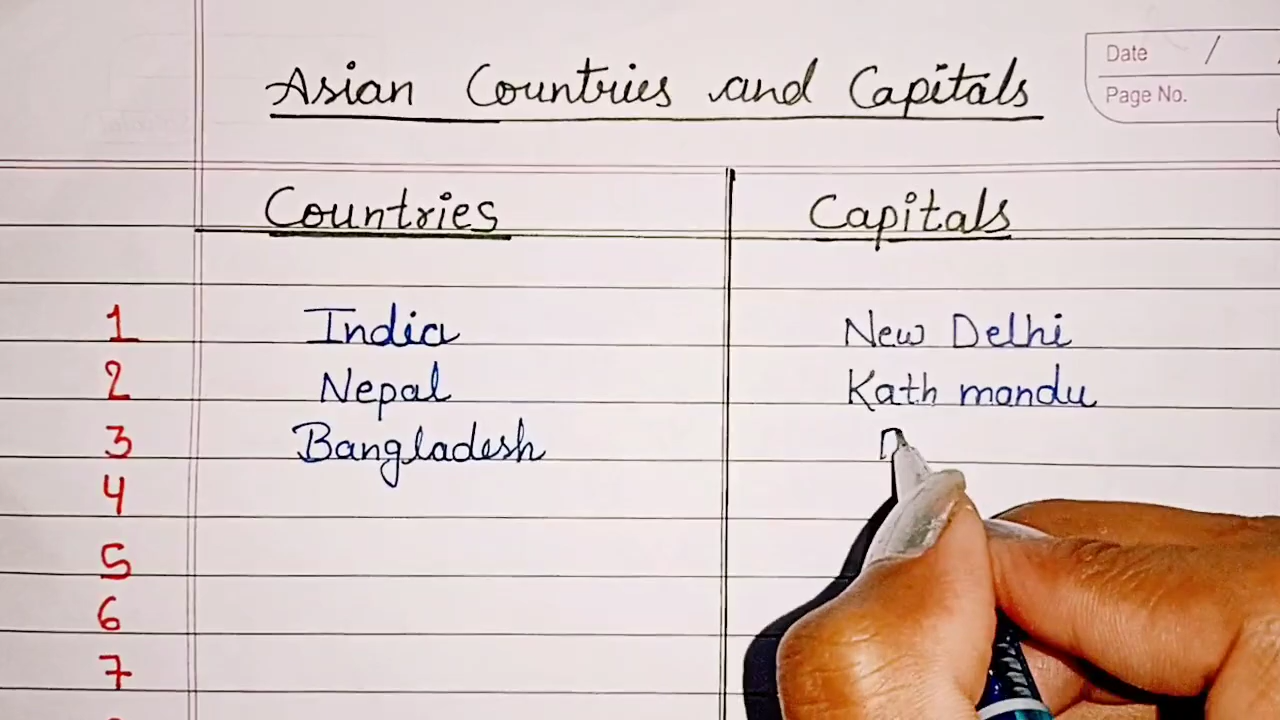 Asian Countries and Capitals
Date /
Page No.
Countries Capitals
1 India New Delhi
2 Nepal Kath mandu
3 Bangladesh
4
5
6
7